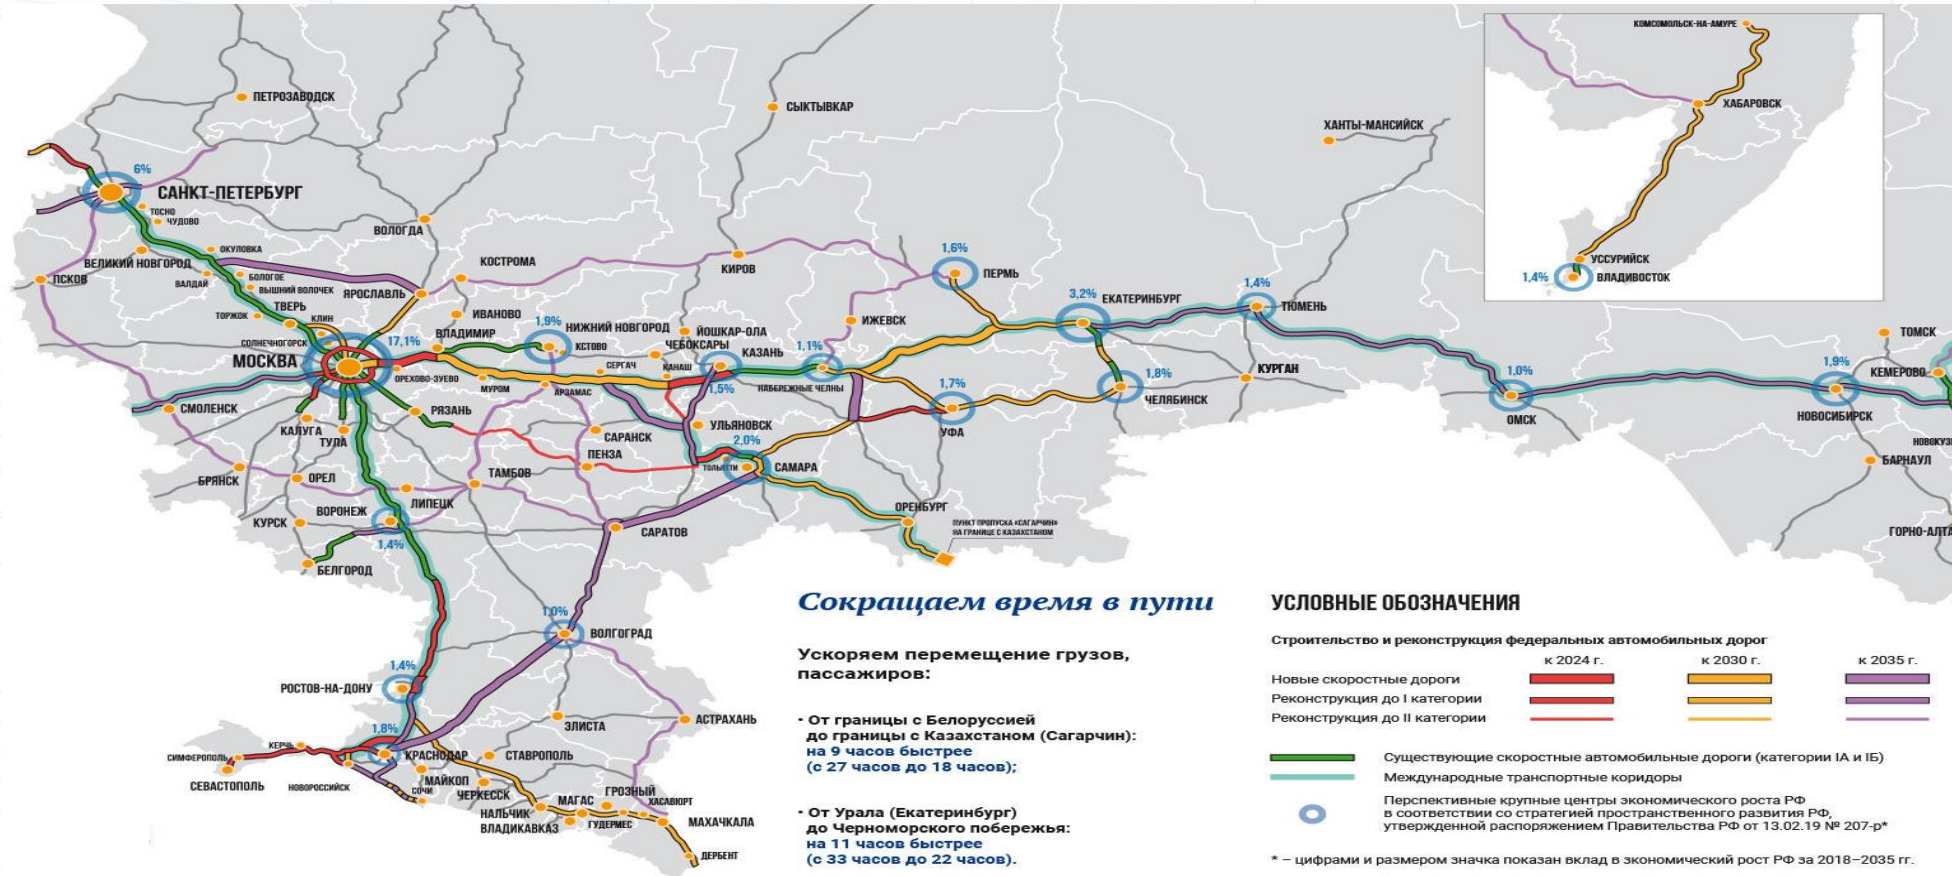 КОМСОМОЛЬСК-НА-АМУРЕ
ХАБАРОВСК
УССУРИЙСК
1,4%
ВЛАДИВОСТОК
ПЕТРОЗАВОДСК
СЫКТЫВКАР
ХАНТЫ-МАНСИЙСК
6%
САНКТ-ПЕТЕРБУРГ
ТОСНО
ЧУДОВО
ВОЛОГДА
ОКУЛОВКА
ВЕЛИКИЙ НОВГОРОД
ПСКОВ
ВАЛДАЙ
БОЛОГОЕ
ВЫШНИЙ ВОЛОЧЕК
КОСТРОМА
КИРОВ
1,6%
ПЕРМЬ
ЯРОСЛАВЛЬ
ТВЕРЬ
ТОРЖОК
КЛИН
ИВАНОВО
3,2%
ЕКАТЕРИНБУРГ
1,4%
ТЮМЕНЬ
СОЛНЕЧНОГОРСК
МОСКВА
17,1%
ВЛАДИМИР
1,9%
НИЖНИЙ НОВГОРОД
КСТОВО
ЙОШКАР-ОЛА
ЧЕБОКСАРЫ
КАЗАНЬ
1,1%
ИЖЕВСК
ТОМСК
ОРЕХОВО-ЗУЕВО
МУРОМ
АРЗАМАС
СЕРГАЧ
КАНАШ
1,5%
НАБЕРЕЖНЫЕ ЧЕЛНЫ
1,7%
УФА
1,8%
ЧЕЛЯБИНСК
КУРГАН
1,0%
ОМСК
1,9%
НОВОСИБИРСК
КЕМЕРОВО
СМОЛЕНСК
КАЛУГА
ТУЛА
РЯЗАНЬ
САРАНСК
УЛЬЯНОВСК
2,0%
ТОЛЬЯТТИ
САМАРА
ПЕНЗА
ТАМБОВ
БРЯНСК
ОРЕЛ
ЛИПЕЦК
ВОРОНЕЖ
1,4%
КУРСК
БЕЛГОРОД
САРАТОВ
ОРЕНБУРГ
ПУНКТ ПРОПУСКА «САГАРЧИН»
НА ГРАНИЦЕ С КАЗАХСТАНОМ
НОВОКУЗ
БАРНАУЛ
ГОРНО-АЛТА
1,0%
ВОЛГОГРАД
1,4%
РОСТОВ-НА-ДОНУ
ЭЛИСТА
АСТРАХАНЬ
1,8%
КРАСНОДАР
КЕРЧЬ
СИМФЕРОПОЛЬ
СЕВАСТОПОЛЬ
НОВОРОССИЙСК
СТАВРОПОЛЬ
МАЙКОП
СОЧИ
ЧЕРКЕССК
НАЛЬЧИК
ВЛАДИКАВКАЗ
МАГАС
ГРОЗНЫЙ
ГУДЕРМЕС
ХАСАВЮРТ
МАХАЧКАЛА
ДЕРБЕНТ
Сокращаем время в пути
Ускоряем перемещение грузов,
пассажиров:
• От границы с Белоруссией
до границы с Казахстаном (Сагарчин):
на 9 часов быстрее
(с 27 часов до 18 часов);
• От Урала (Екатеринбург)
до Черноморского побережья:
на 11 часов быстрее
(с 33 часов до 22 часов).
УСЛОВНЫЕ ОБОЗНАЧЕНИЯ
Строительство и реконструкция федеральных автомобильных дорог
к 2024 г. к 2030 г. к 2035 г.
Новые скоростные дороги
Реконструкция до I категории
Реконструкция до II категории
Существующие скоростные автомобильные дороги (категории IА и IБ)
Международные транспортные коридоры
Перспективные крупные центры экономического роста РФ
в соответствии со стратегией пространственного развития РФ,
утвержденной распоряжением Правительства РФ от 13.02.19 № 207-р*
* – цифрами и размером значка показан вклад в экономический рост РФ за 2018–2035 гг.